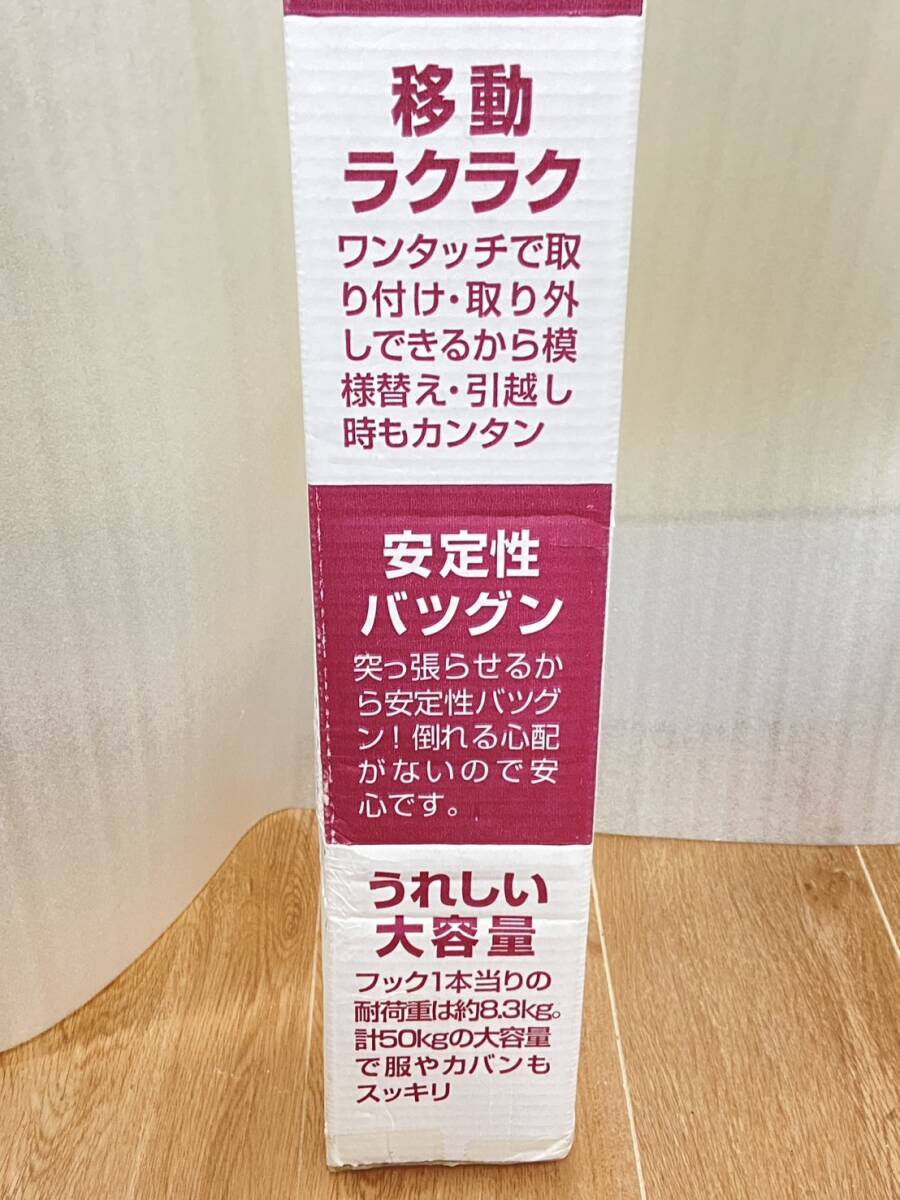 移動
ラクラク
ワンタッチで取
り付け・取り外
しできるから模
様替え・引越し
時もカンタン
安定性
バツグン
突っ張らせるか
ら安定性バツグ
ン！倒れる心配
がないので安
心です。
うれしい
大容量
フック1本当りの
耐荷重は約8.3kg。
計50kgの大容量
で服やカバンも
スッキリ